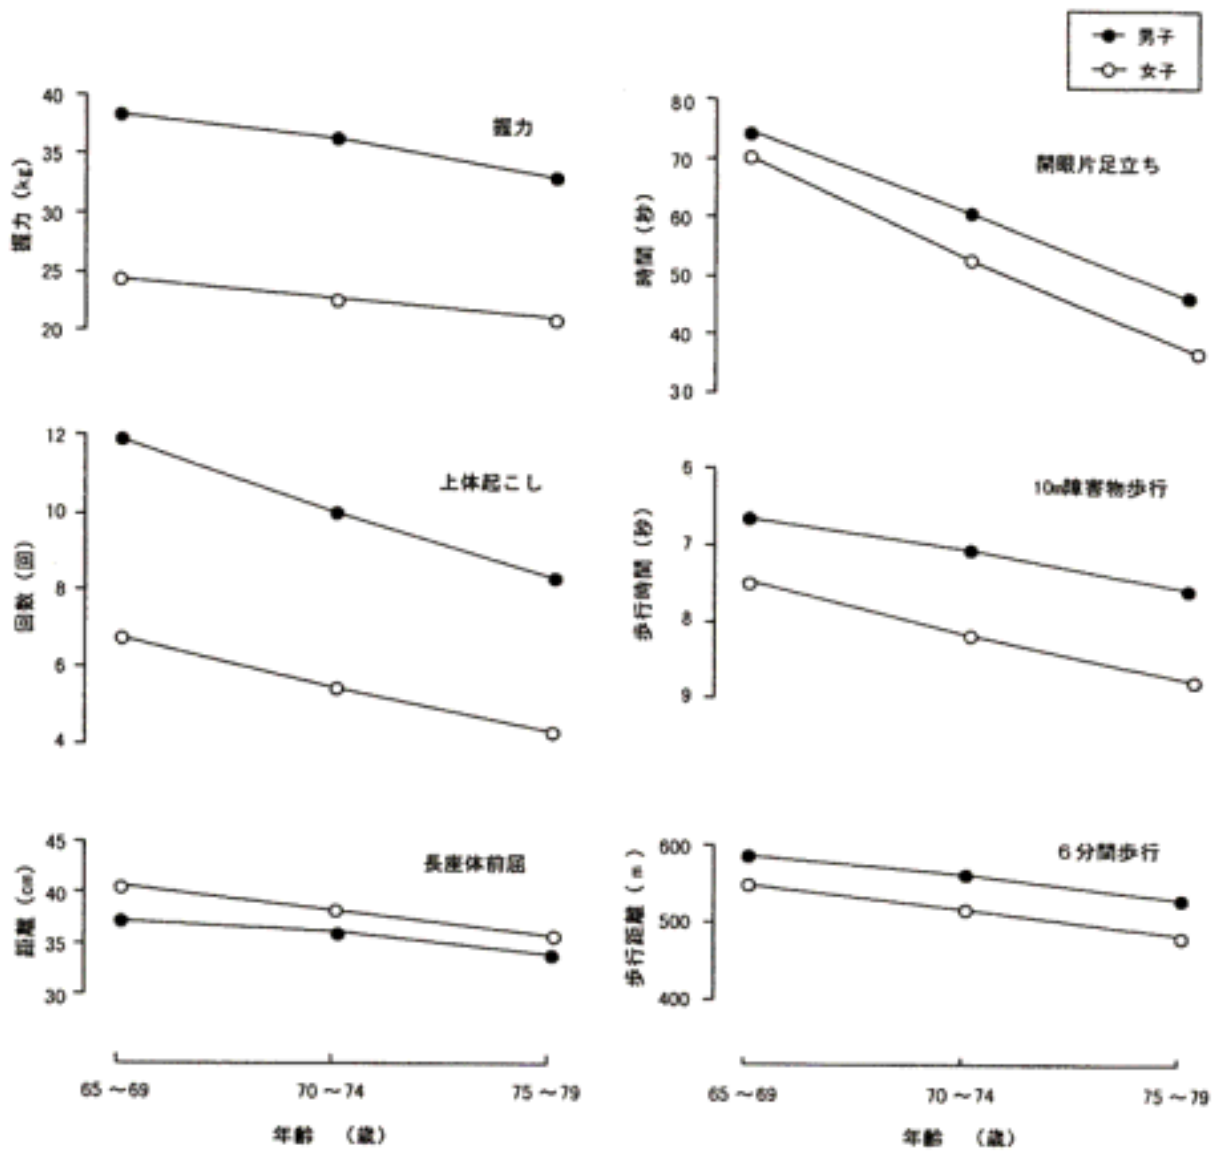 男子
女子
握力
握力 (kg)
40
35
30
25
20
開眼片足立ち
時間 (秒)
80
70
60
50
40
30
上体起こし
回数 (回)
12
10
8
6
4
10m障害物歩行
歩行時間 (秒)
6
7
8
9
長座体前屈
距離 (cm)
45
40
35
30
6分間歩行
歩行距離 (m)
600
500
400
65～69
70～74
75～79
年齢 (歳)
65～69
70～74
75～79
年齢 (歳)